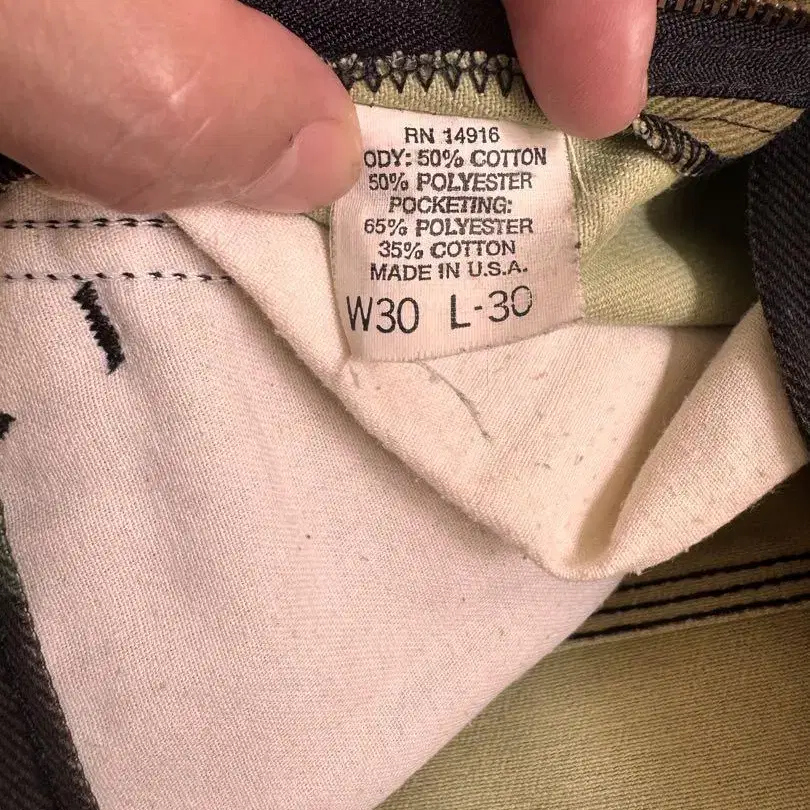 RN 14916
ODY: 50% COTTON
50% POLYESTER
POCKETING:
65% POLYESTER
35% COTTON
MADE IN U.S.A.
W30 L-30